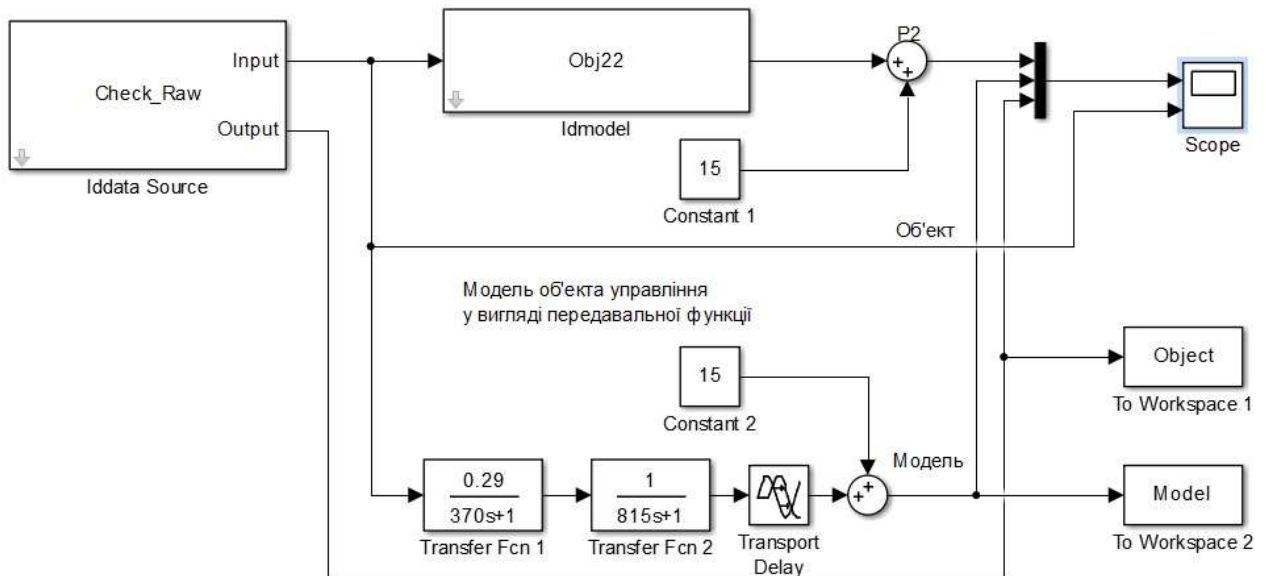 Check_Raw
Input
Output
Iddata Source
Obj22
Idmodel
P2
+
+
15
Constant 1
Scope
Об'ект
Модель об'екта управління
у вигляді передавальної функції
15
Constant 2
Object
To Workspace 1
0.29
370s+1
Transfer Fcn 1
1
815s+1
Transfer Fcn 2
Transport
Delay
+
+
Модель
Model
To Workspace 2